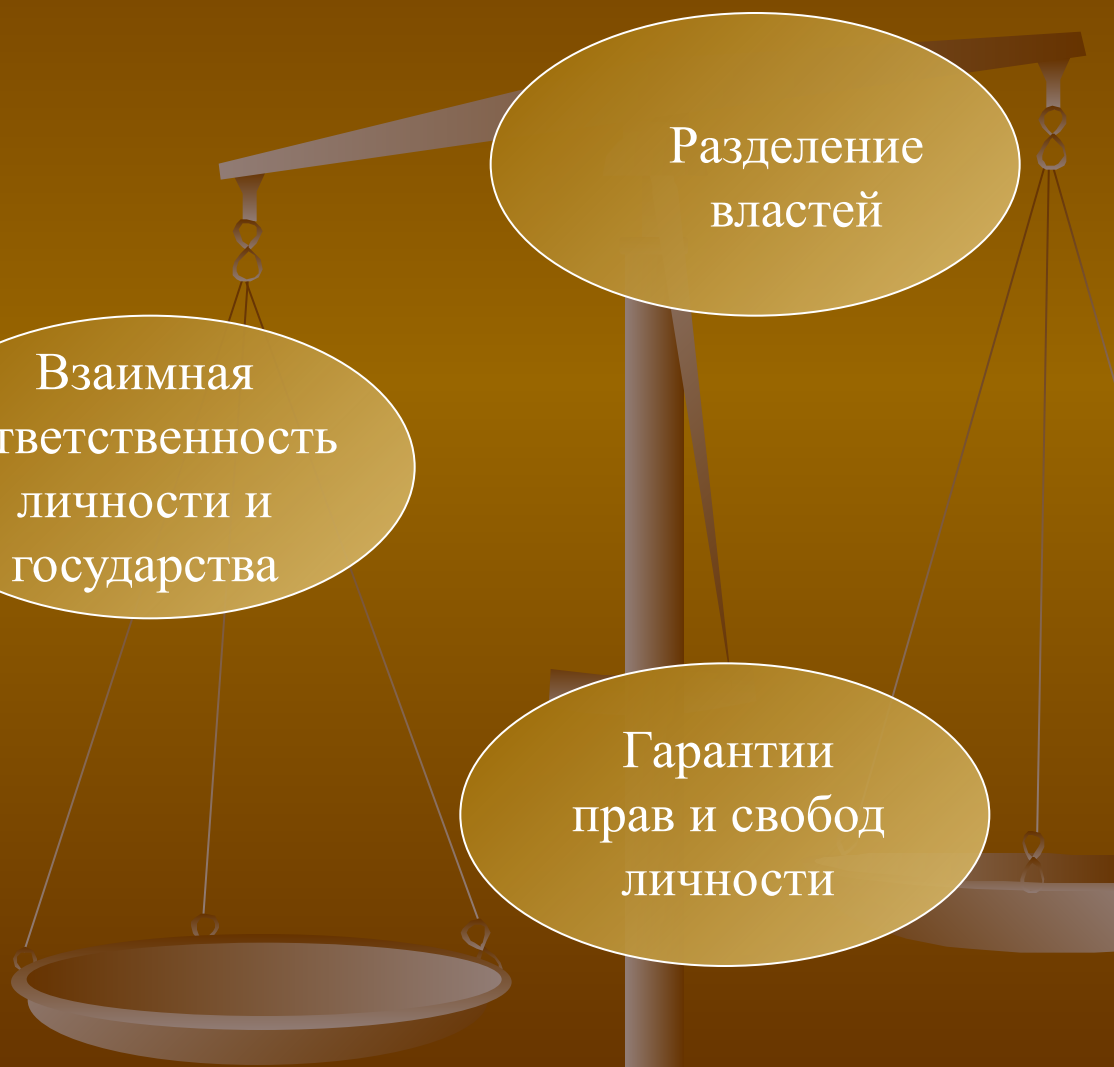 Разделение
властей
Взаимная
тветственность
личности и
государства
Гарантии
прав и свобод
личности